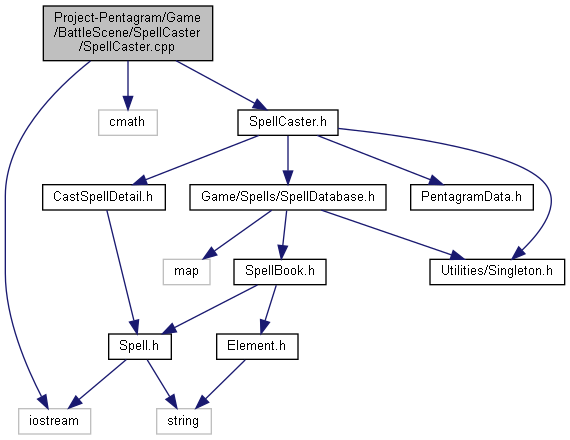 Project-Pentagram/Game
/BattleScene/SpellCaster
/SpellCaster.cpp
cmath
SpellCaster.h
CastSpellDetail.h
Game/Spells/SpellDatabase.h
PentagramData.h
map
SpellBook.h
Utilities/Singleton.h
Spell.h
Element.h
iostream
string